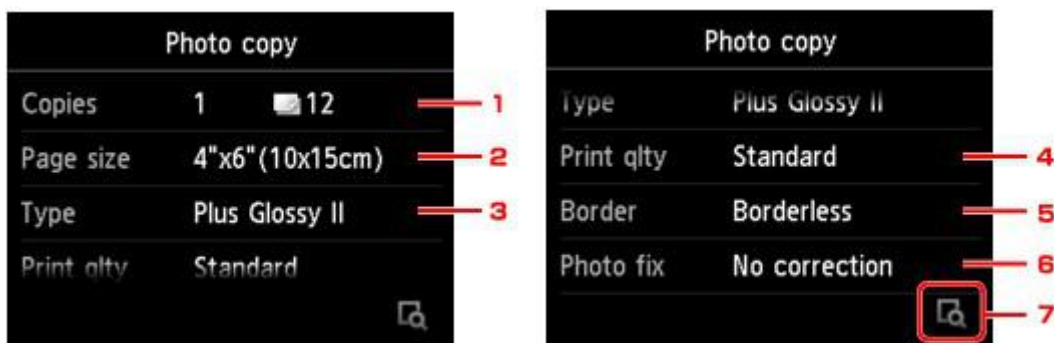 Photo copy
Copies 1 12 1
Page size 4"x6"(10x15cm) 2
Type Plus Glossy II 3
Print qlty Standard
Photo copy
Type Plus Glossy II
Print qlty Standard 4
Border Borderless 5
Photo fix No correction 6
7